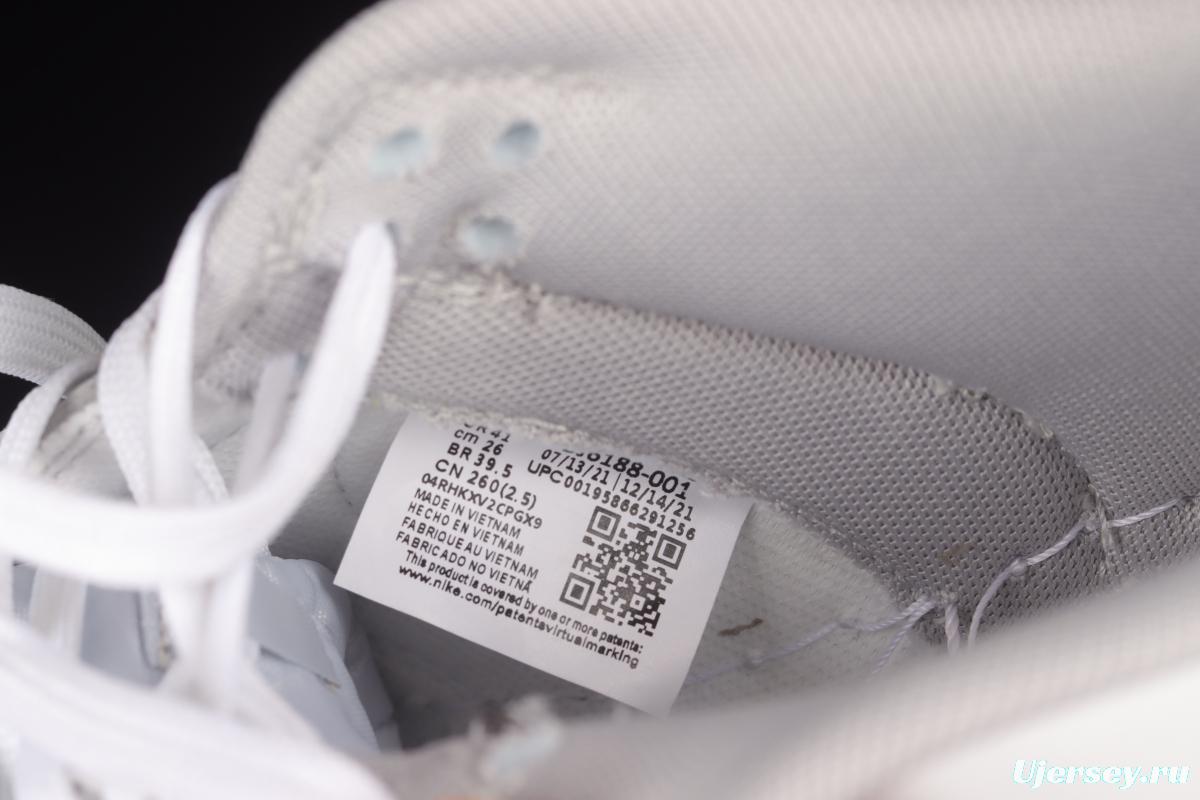 cm 26
BR 39.5
CN 260(2.5)
04RHKXV2CPGX9
MADE IN VIETNAM
HECHO EN VIETNAM
FABRIQUE AU VIETNAM
FABRICADO NO VIETNÃ
07/13/21 | 12/14/21
UPC00195866291256
This product is covered by one or more patents:
www.nike.com/patentsvirtualmarking
Ujersey.ru